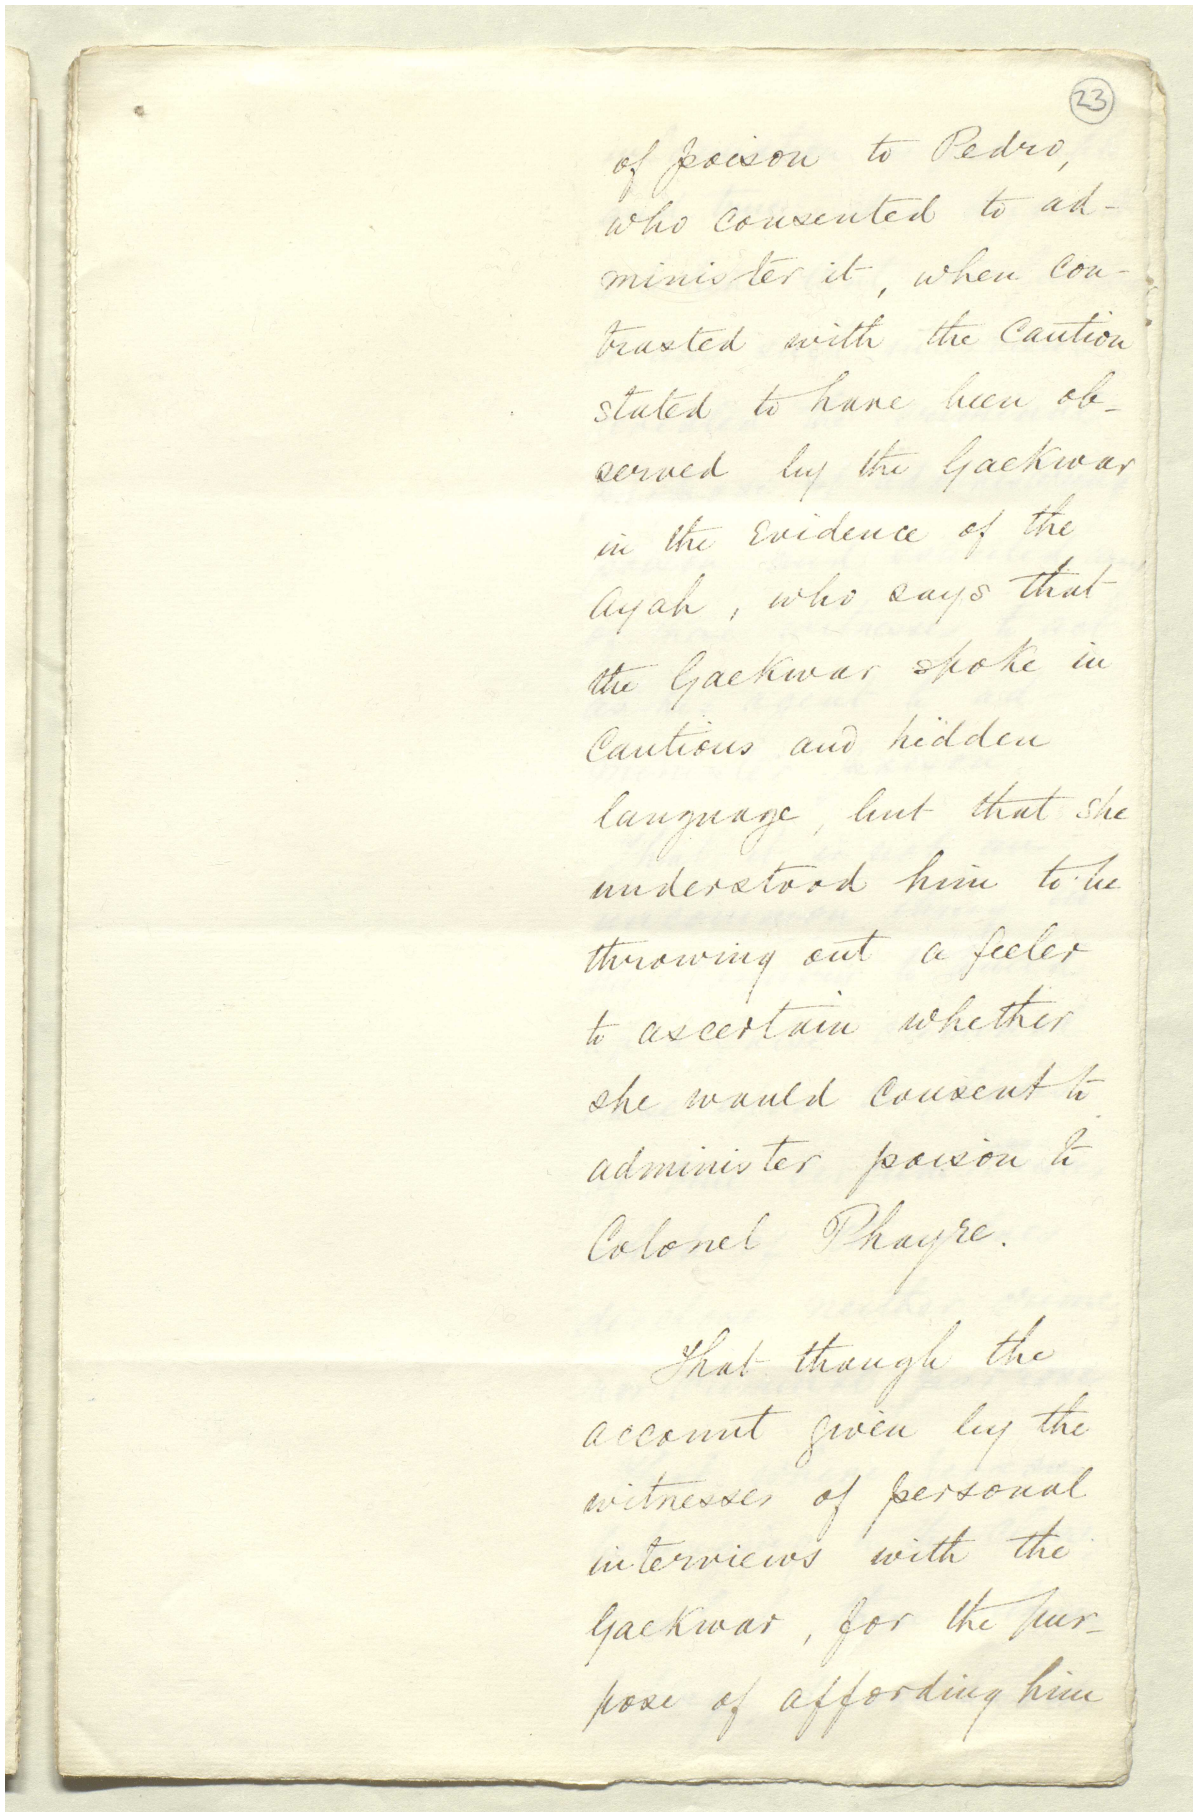 23
of poison to Pedro,
who consented to ad-
minister it, when con-
trasted with the Caution
stated to have been ob-
served by the Gaekwar
in the Evidence of the
Ayah, who says that
the Gaekwar spoke in
Cautious and hidden
language, but that she
understood him to be
throwing out a feeler
to ascertain whether
she would Consent to
administer poison to
Colonel Phayre.
That though the
account given by the
witnesses of personal
interviews with the
Gaekwar, for the pur-
pose of affording him